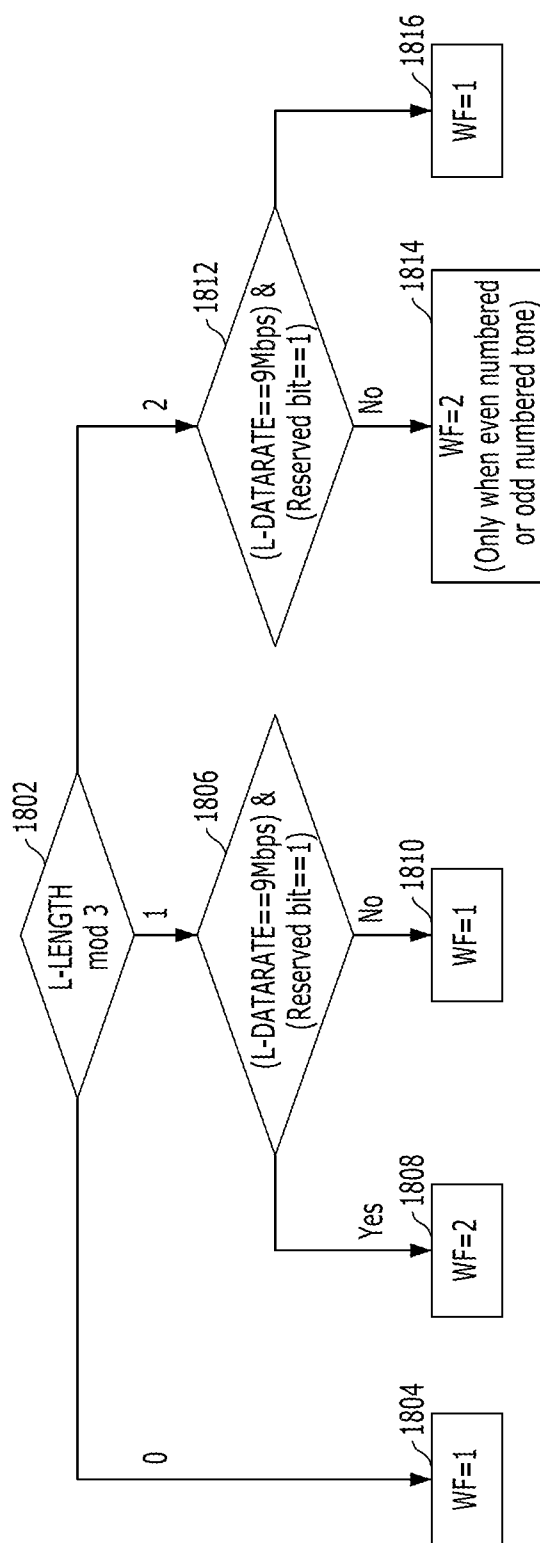 1802
L-LENGTH
mod 3
0
1
2
1804
WF=1
1806
(L-DATARATE==9Mbps) &
(Reserved bit==1)
Yes
No
1808
WF=2
1810
WF=1
1812
(L-DATARATE==9Mbps) &
(Reserved bit==1)
No
1814
WF=2
(Only when even numbered
or odd numbered tone)
1816
WF=1